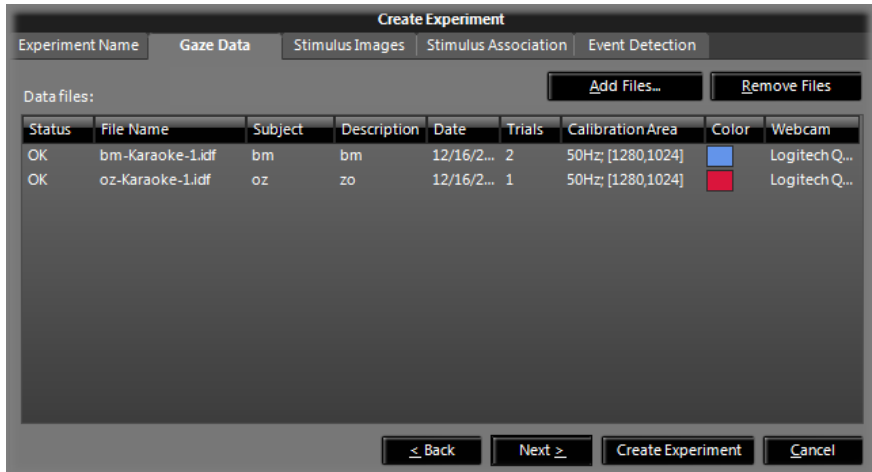 Create Experiment
Experiment Name Gaze Data Stimulus Images Stimulus Association Event Detection
Data files: Add Files... Remove Files
Status File Name Subject Description Date Trials Calibration Area Color Webcam
OK bm-Karaoke-1.idf bm bm 12/16/2... 2 50Hz; [1280,1024] Logitech Q...
OK oz-Karaoke-1.idf oz zo 12/16/2... 1 50Hz; [1280,1024] Logitech Q...
< Back Next > Create Experiment Cancel